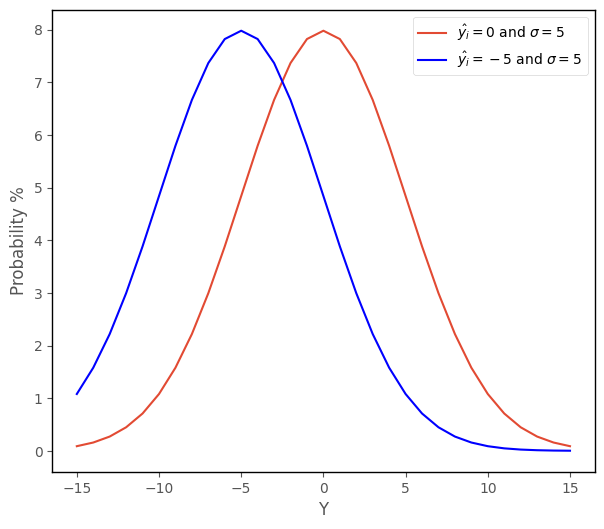 8
7
6
5
4
3
2
1
0
Probability %
ŷᵢ = 0 and σ = 5
ŷᵢ = −5 and σ = 5
−15 −10 −5 0 5 10 15
Y